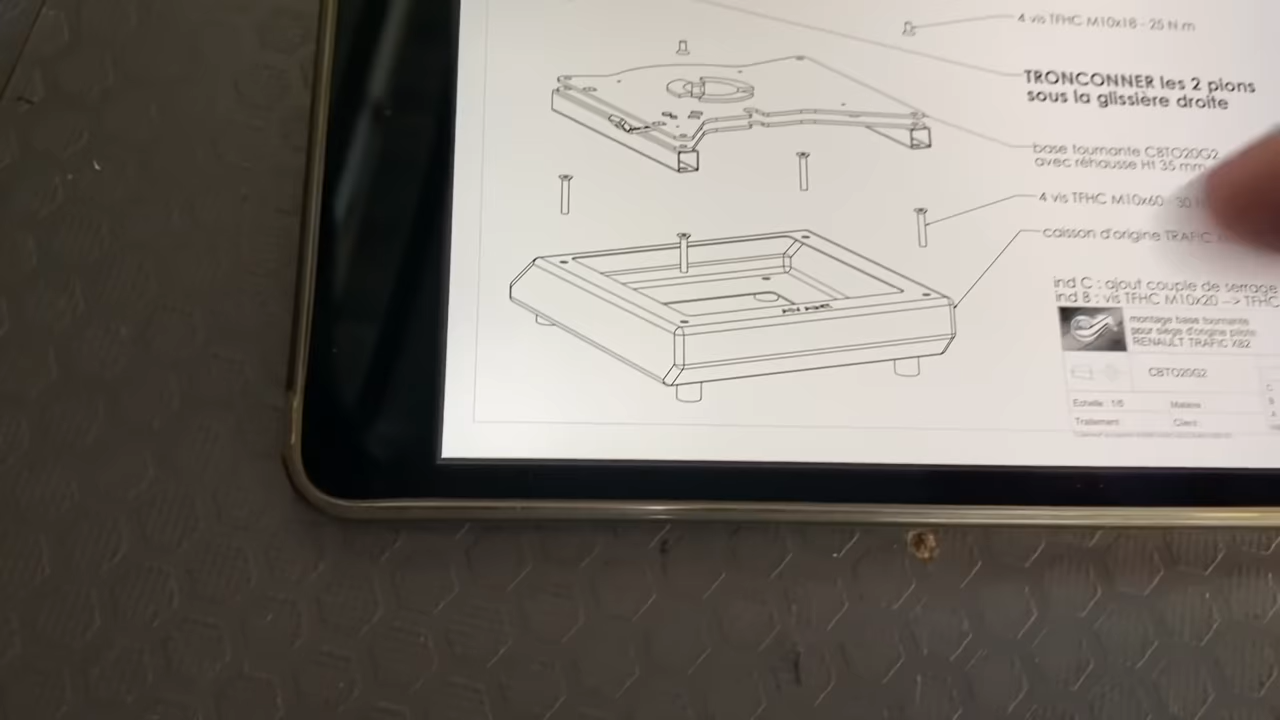 4 vis TFHC M10x18 - 25 N.m
TRONCONNER les 2 pions
sous la glissière droite
base tournante CBTO20G2
avec réhausse Ht 35 mm
4 vis TFHC M10x60 - 30
caisson d'origine TRAFIC
ind C : ajout couple de serrage
ind B : vis TFHC M10x20 --> TFHC
montage base tournante
pour siège d'origine pilote
RENAULT TRAFIC X82
CBTO20G2
Echelle : 1/5
Matière
Traitement
Client